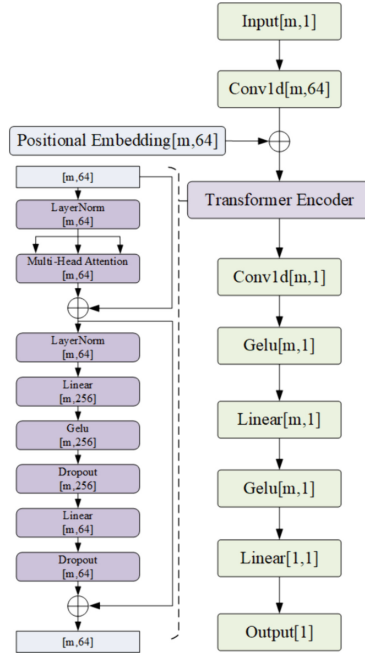 Input[m,1]
Conv1d[m,64]
Positional Embedding[m,64]
Transformer Encoder
Conv1d[m,1]
Gelu[m,1]
Linear[m,1]
Gelu[m,1]
Linear[1,1]
Output[1]
[m,64]
LayerNorm
[m,64]
Multi-Head Attention
[m,64]
LayerNorm
[m,64]
Linear
[m,256]
Gelu
[m,256]
Dropout
[m,256]
Linear
[m,64]
Dropout
[m,64]
[m,64]